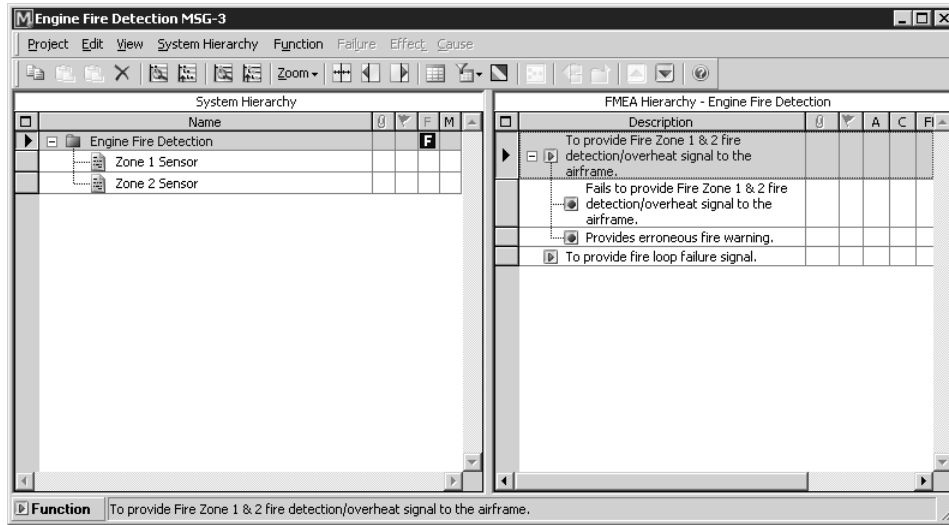 Engine Fire Detection MSG-3
Project Edit View System Hierarchy Function Failure Effect Cause
Zoom
System Hierarchy
Name F M
Engine Fire Detection F
Zone 1 Sensor
Zone 2 Sensor
FMEA Hierarchy - Engine Fire Detection
Description A C
To provide Fire Zone 1 & 2 fire
detection/overheat signal to the
airframe.
Fails to provide Fire Zone 1 & 2 fire
detection/overheat signal to the
airframe.
Provides erroneous fire warning.
To provide fire loop failure signal.
Function To provide Fire Zone 1 & 2 fire detection/overheat signal to the airframe.